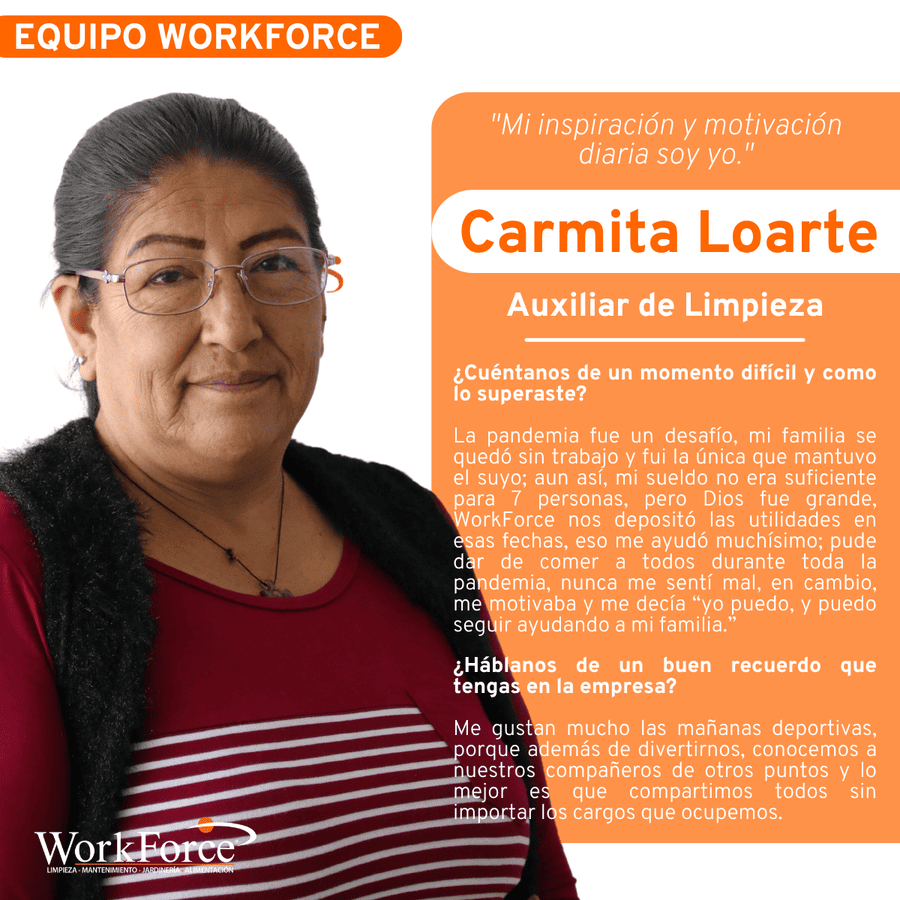 EQUIPO WORKFORCE
"Mi inspiración y motivación
diaria soy yo."
Carmita Loarte
Auxiliar de Limpieza
¿Cuéntanos de un momento difícil y como
lo superaste?
La pandemia fue un desafío, mi familia se
quedó sin trabajo y fui la única que mantuvo
el suyo; aun así, mi sueldo no era suficiente
para 7 personas, pero Dios fue grande,
WorkForce nos depositó las utilidades en
esas fechas, eso me ayudó muchísimo; pude
dar de comer a todos durante toda la
pandemia, nunca me sentí mal, en cambio,
me motivaba y me decía “yo puedo, y puedo
seguir ayudando a mi familia.”
¿Háblanos de un buen recuerdo que
tengas en la empresa?
Me gustan mucho las mañanas deportivas,
porque además de divertirnos, conocemos a
nuestros compañeros de otros puntos y lo
mejor es que compartimos todos sin
importar los cargos que ocupemos.
WorkForce
LIMPIEZA - MANTENIMIENTO - JARDINERÍA - ALIMENTACIÓN